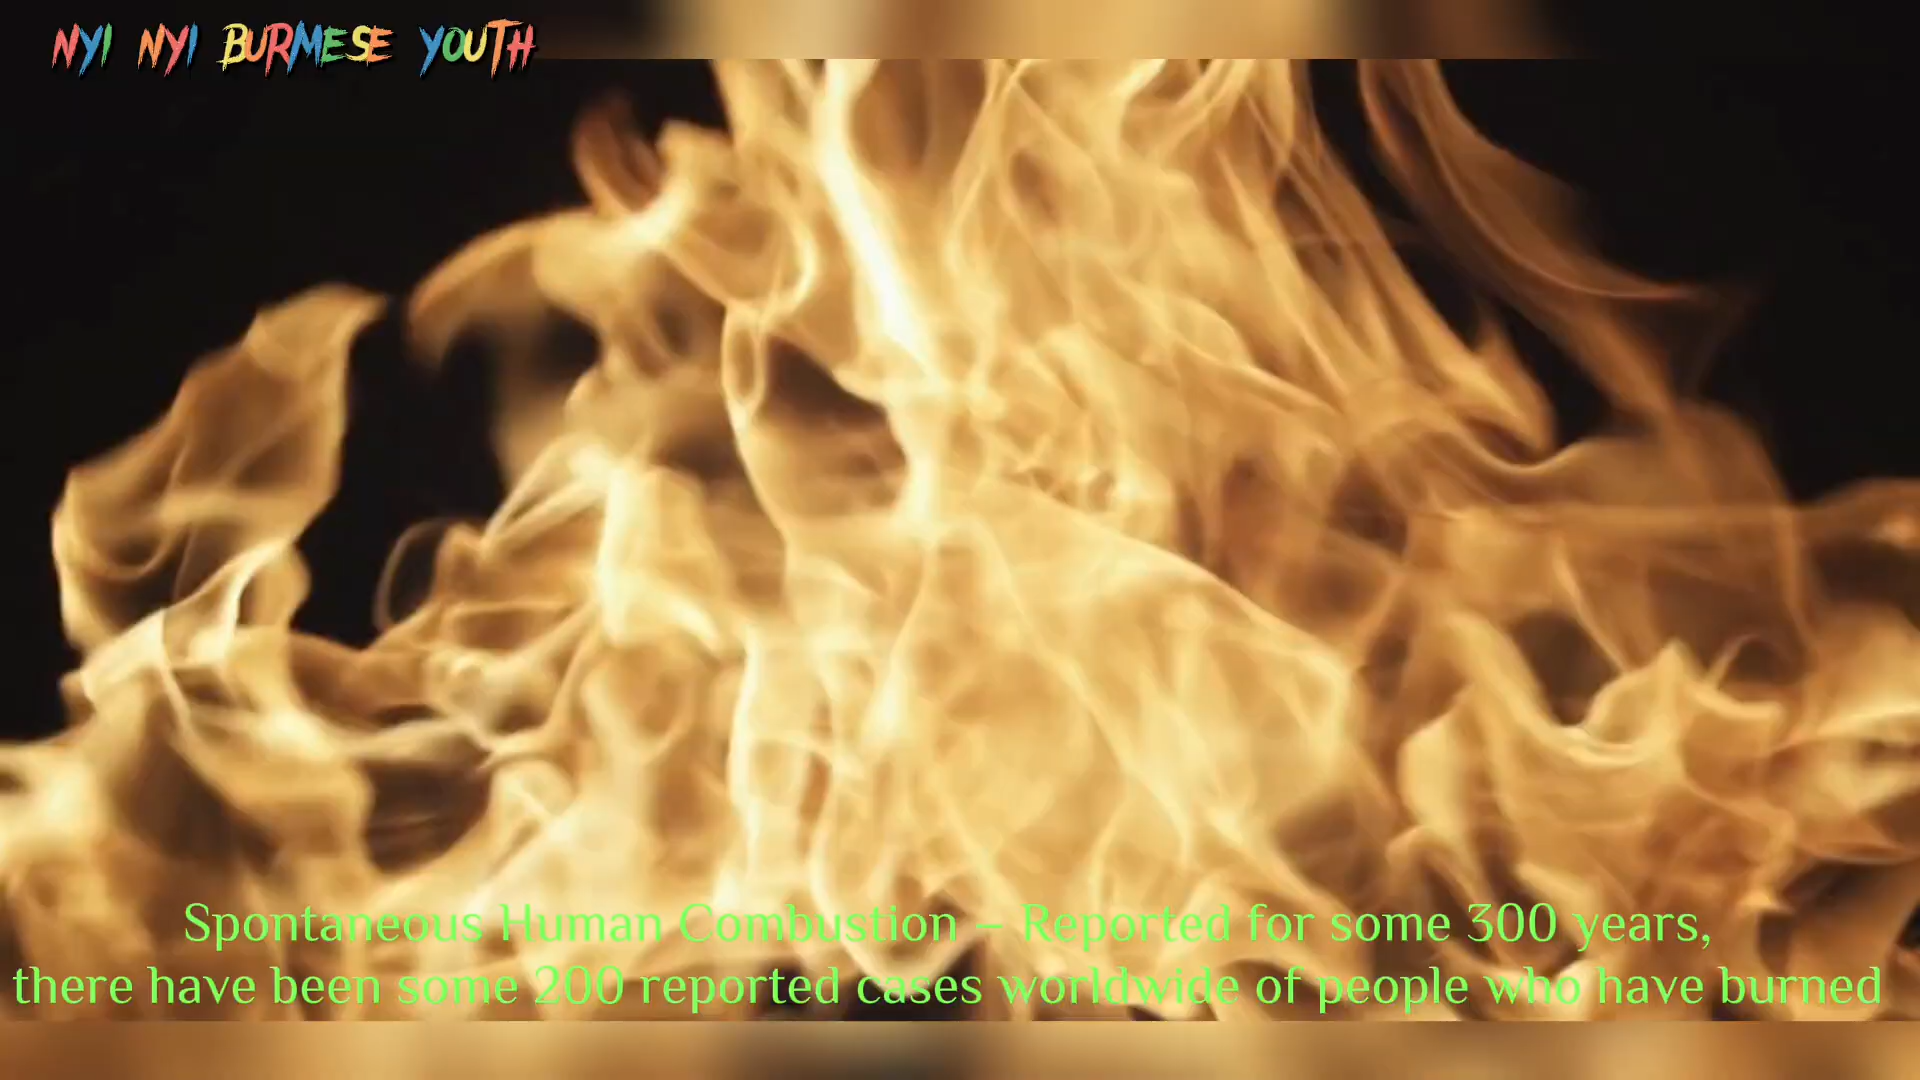 NYI NYI BURMESE YOUTH
Spontaneous Human Combustion – Reported for some 300 years,
there have been some 200 reported cases worldwide of people who have burned